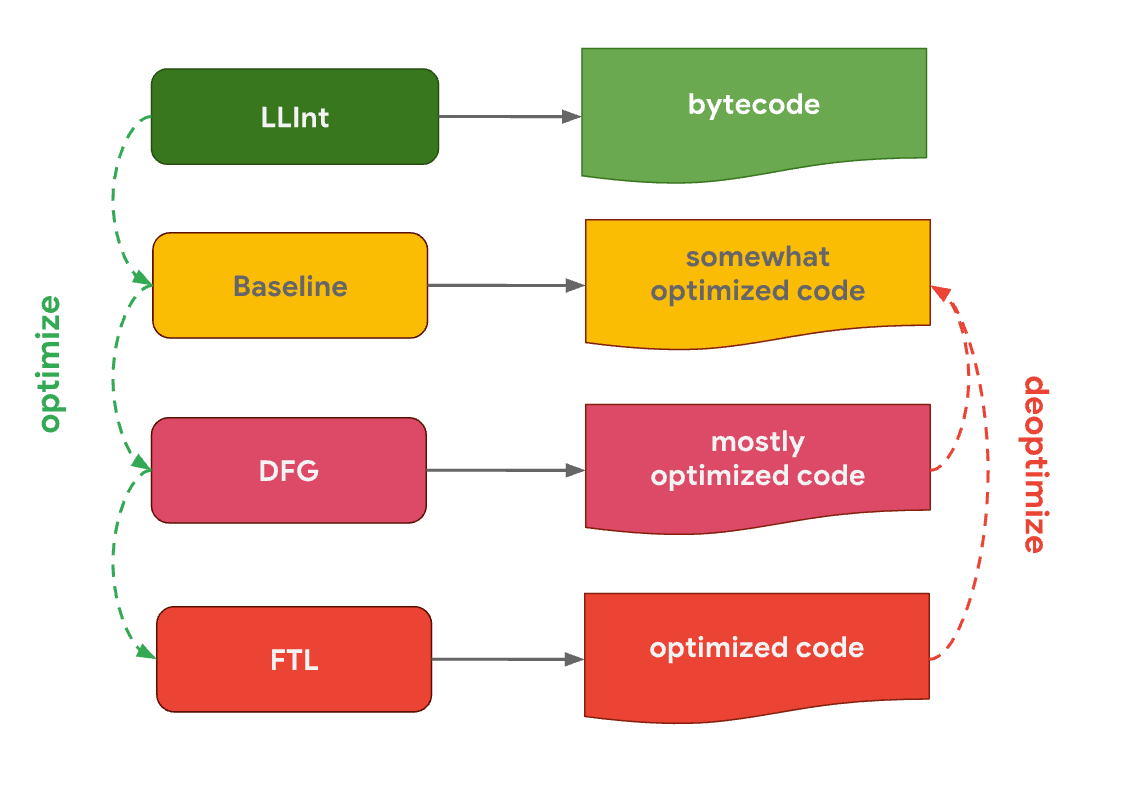 LLInt
bytecode
Baseline
somewhat
optimized code
optimize
DFG
mostly
optimized code
deoptimize
FTL
optimized code